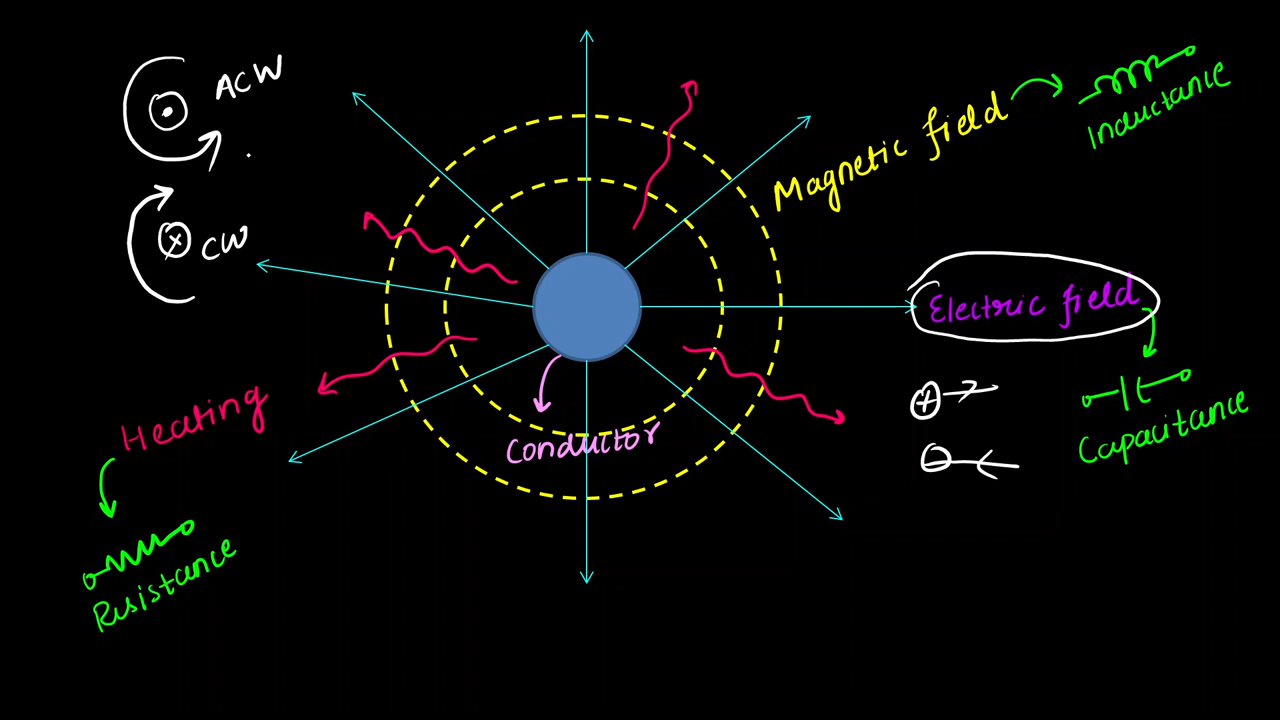 ACW
CW
Magnetic field
Inductance
Electric field
Capacitance
Conductor
Heating
Resistance